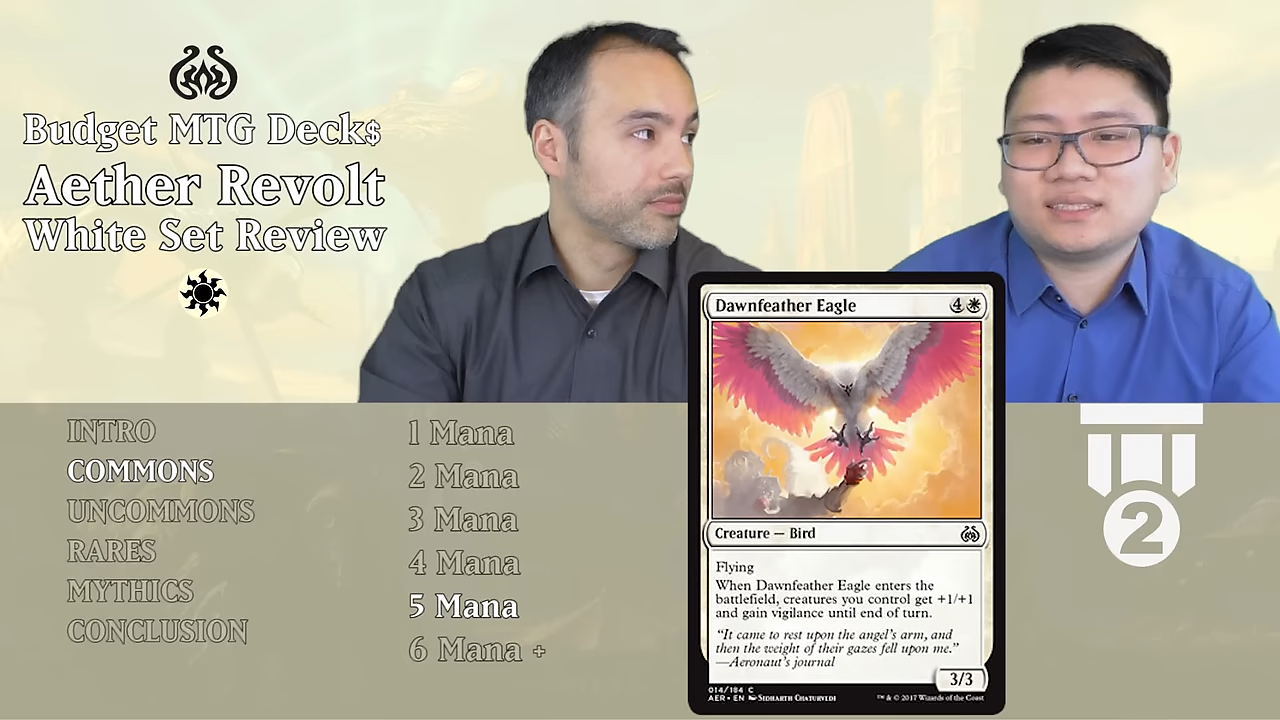 Budget MTG Deck$
Aether Revolt
White Set Review
INTRO
COMMONS
UNCOMMONS
RARES
MYTHICS
CONCLUSION
1 Mana
2 Mana
3 Mana
4 Mana
5 Mana
6 Mana +
Dawnfeather Eagle 4
Creature — Bird
Flying
When Dawnfeather Eagle enters the
battlefield, creatures you control get +1/+1
and gain vigilance until end of turn.
“It came to rest upon the angel’s arm, and
then the weight of their gazes fell upon me.”
—Aeronaut’s journal
3/3
014/184 C
AER • EN Sidharth Chaturvedi
™ & © 2017 Wizards of the Coast
2